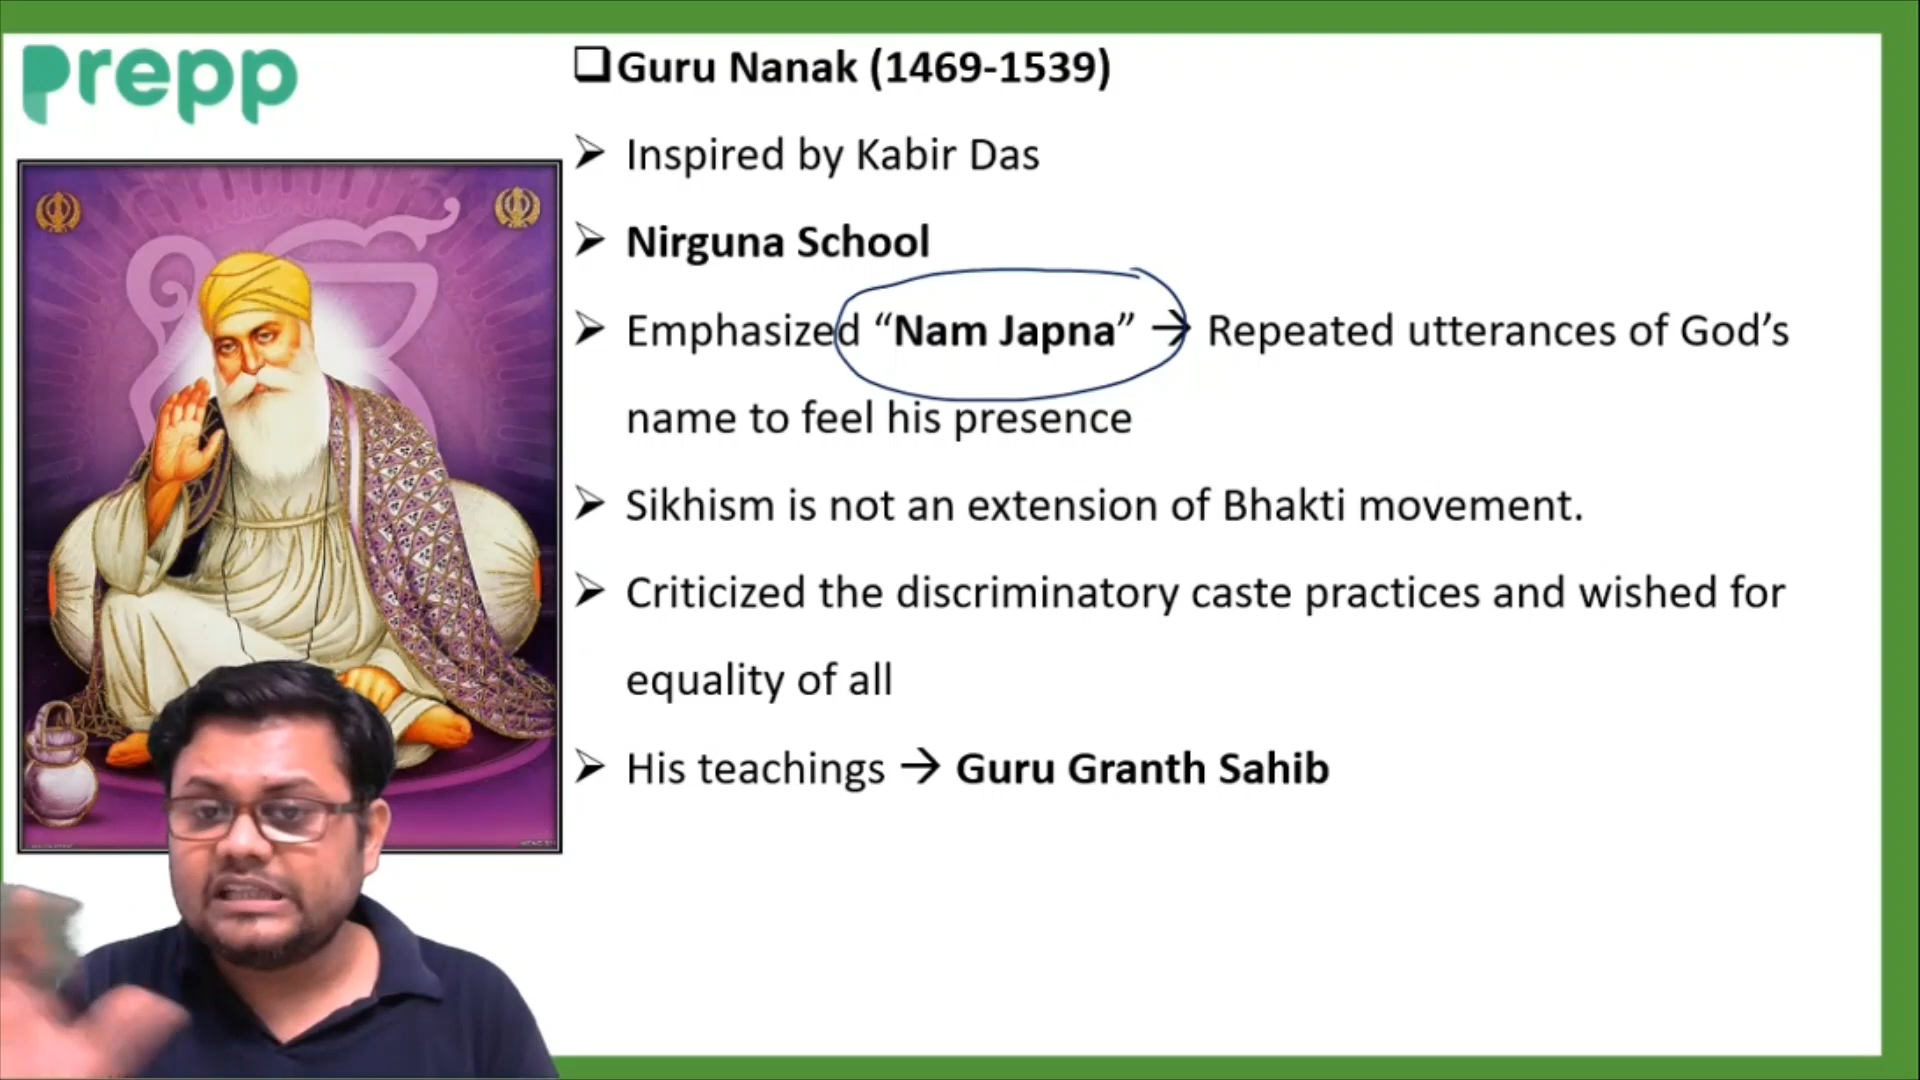 prepp
❑Guru Nanak (1469-1539)
➢ Inspired by Kabir Das
➢ Nirguna School
➢ Emphasized “Nam Japna” → Repeated utterances of God’s
name to feel his presence
➢ Sikhism is not an extension of Bhakti movement.
➢ Criticized the discriminatory caste practices and wished for
equality of all
➢ His teachings → Guru Granth Sahib